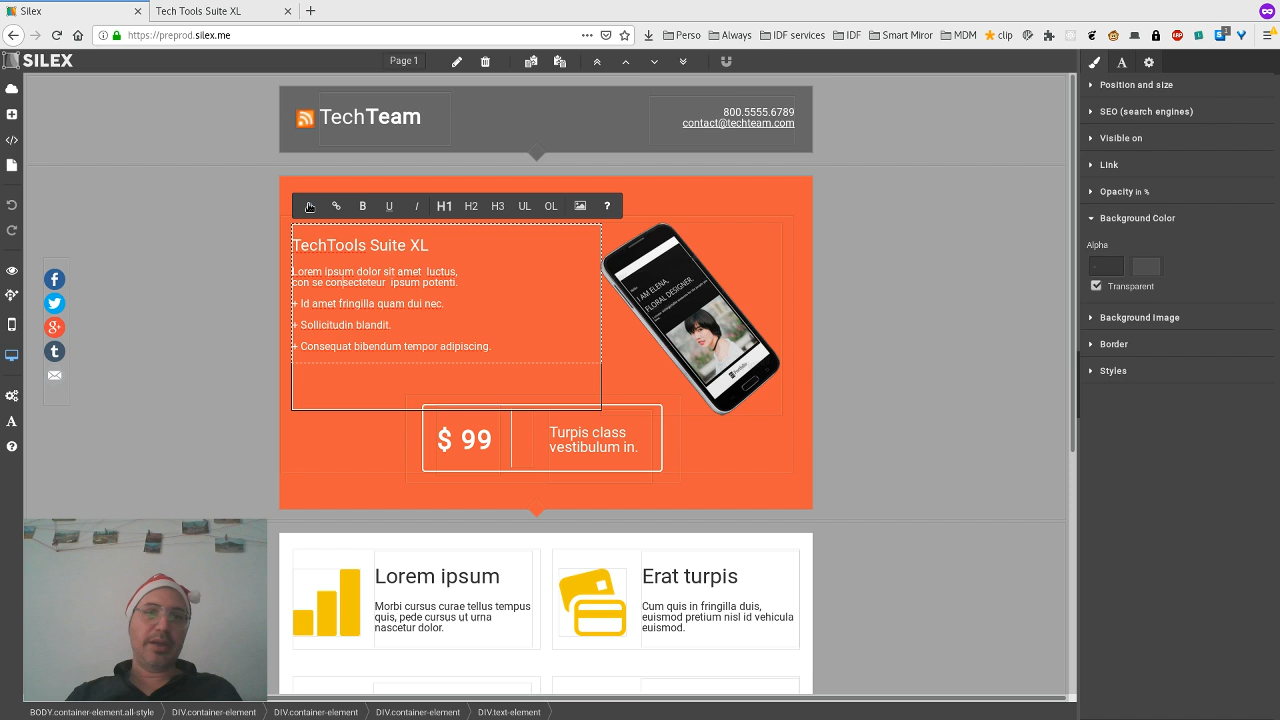 Silex
Tech Tools Suite XL
https://preprod.silex.me
Perso
Always
IDF services
IDF
Smart Miror
MDM
clip
SILEX
Page 1
TechTeam
800.5555.6789
contact@techteam.com
B U I H1 H2 H3 UL OL ?
TechTools Suite XL
Lorem ipsum dolor sit amet luctus,
con se consecteteur ipsum potenti.
+ Id amet fringilla quam dui nec.
+ Sollicitudin blandit.
+ Consequat bibendum tempor adipiscing.
I AM ELENA,
FLORAL DESIGNER.
$ 99
Turpis class
vestibulum in.
Lorem ipsum
Morbi cursus curae tellus tempus
quis, pede cursus ut urna
nascetur dolor.
Erat turpis
Cum quis in fringilla duis,
euismod pretium nisl id vehicula
euismod.
Position and size
SEO (search engines)
Visible on
Link
Opacity in %
Background Color
Alpha
Transparent
Background Image
Border
Styles
BODY.container-element.all-style
DIV.container-element
DIV.container-element
DIV.container-element
DIV.text-element